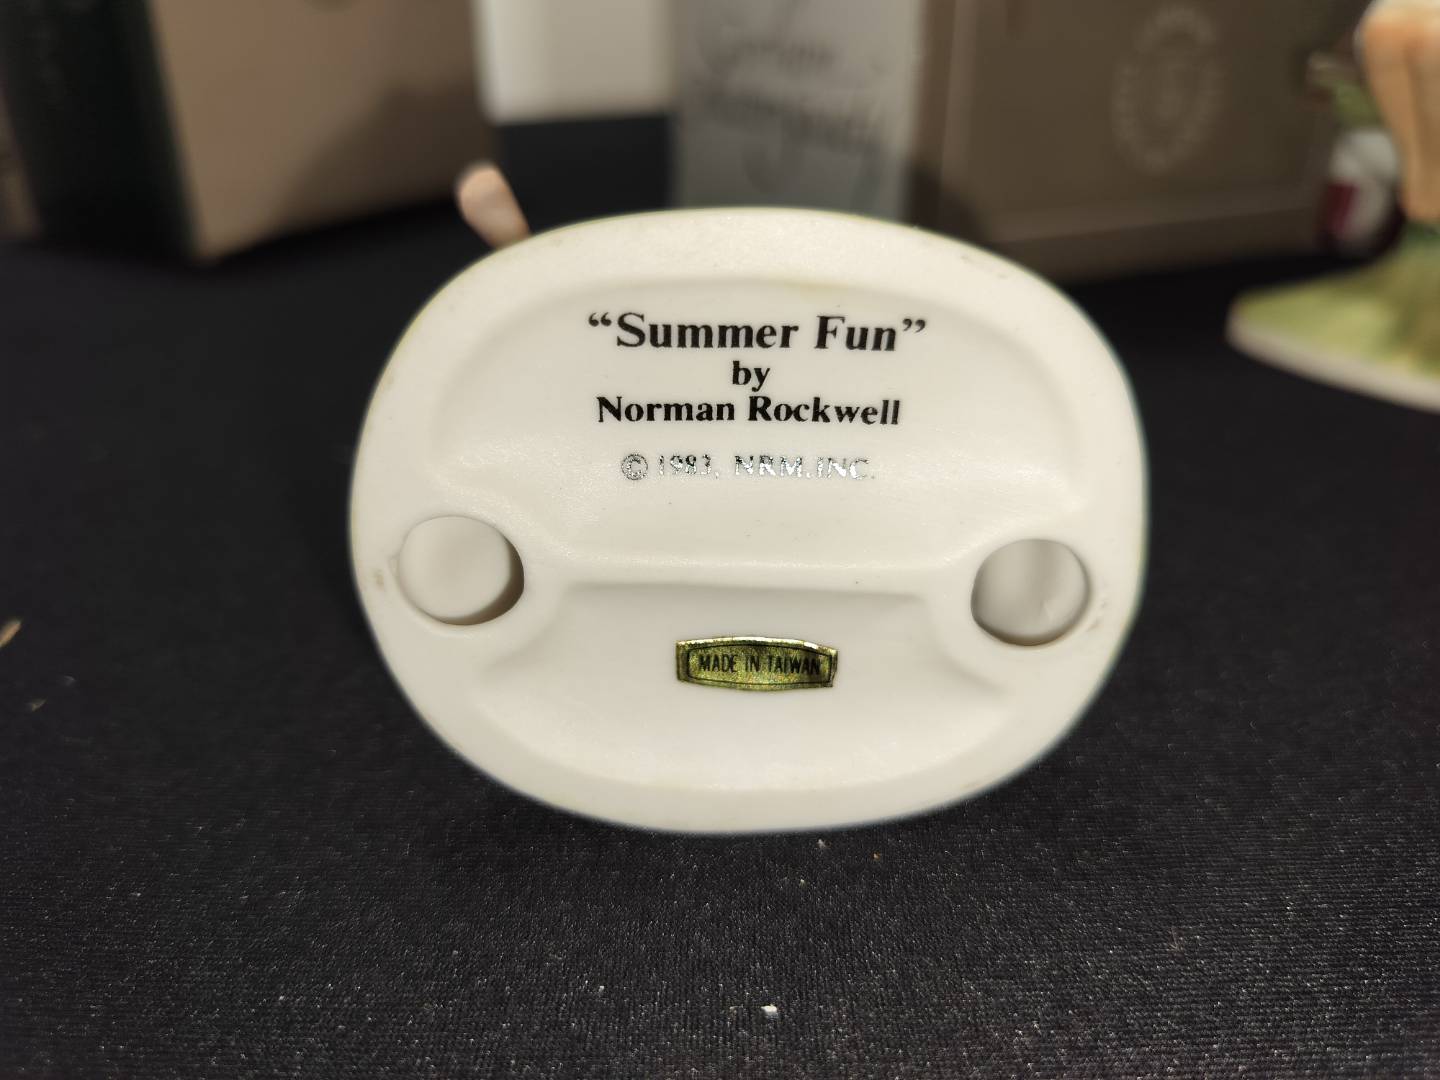 “Summer Fun”
by
Norman Rockwell
© 1983, NRM.INC.
MADE IN TAIWAN